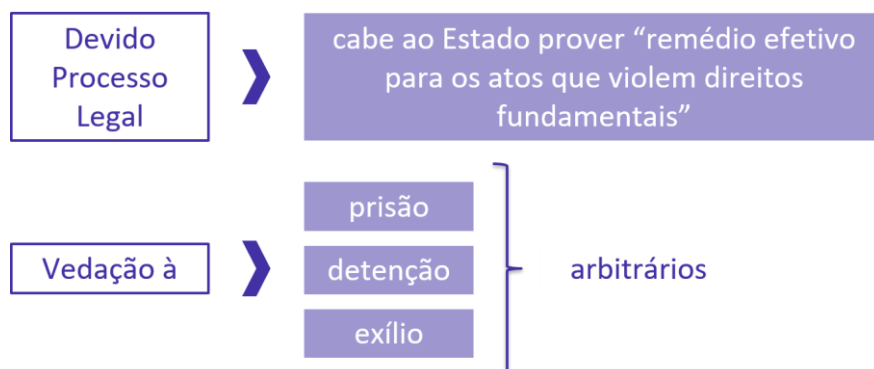 Devido
Processo
Legal
cabe ao Estado prover “remédio efetivo
para os atos que violem direitos
fundamentais”
Vedação à
prisão
detenção
exílio
arbitrários